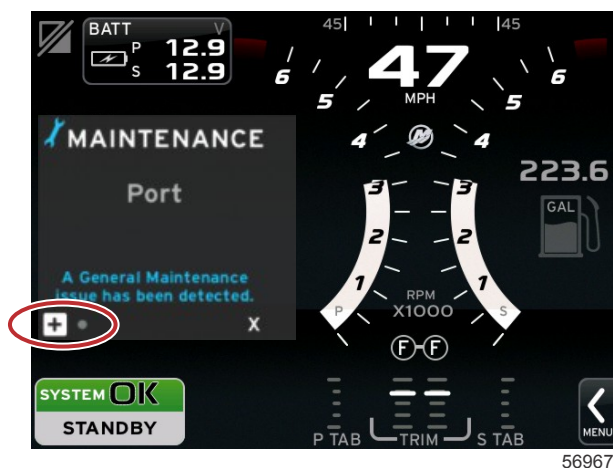 BATT V
P 12.9
S 12.9
45 45
47
MPH
6 6
5 5
4 4
3 3
2 2
1 1
RPM
X1000
P S
MAINTENANCE
Port
A General Maintenance
issue has been detected.
+ X
223.6
GAL
F-F
SYSTEM OK
STANDBY
P TAB TRIM S TAB
MENU
56967